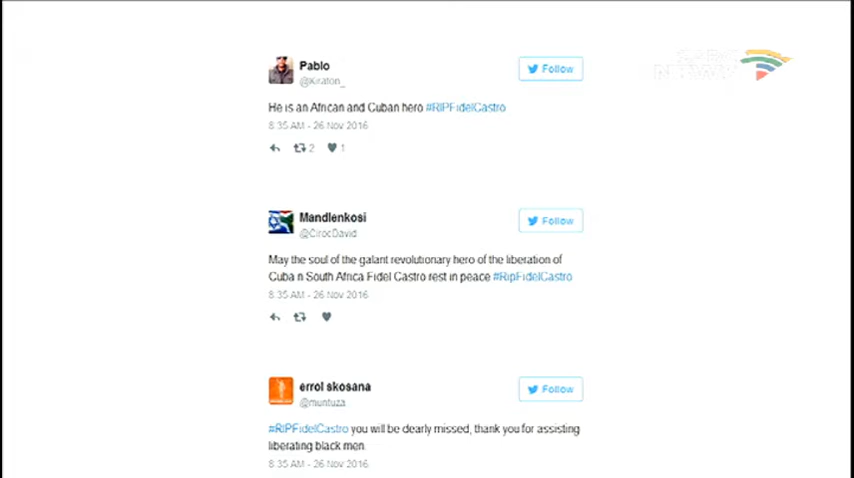 Pablo
Follow
@Kraton_
He is an African and Cuban hero #RIPFidelCastro
8:35 AM - 26 Nov 2016
2
1
Mandlenkosi
Follow
@CirocDavid
May the soul of the galant revolutionary hero of the liberation of
Cuba n South Africa Fidel Castro rest in peace #RipFidelCastro
8:35 AM - 26 Nov 2016
errol skosana
Follow
@muntuza
#RIPFidelCastro you will be dearly missed, thank you for assisting
liberating black men
8:35 AM - 26 Nov 2016